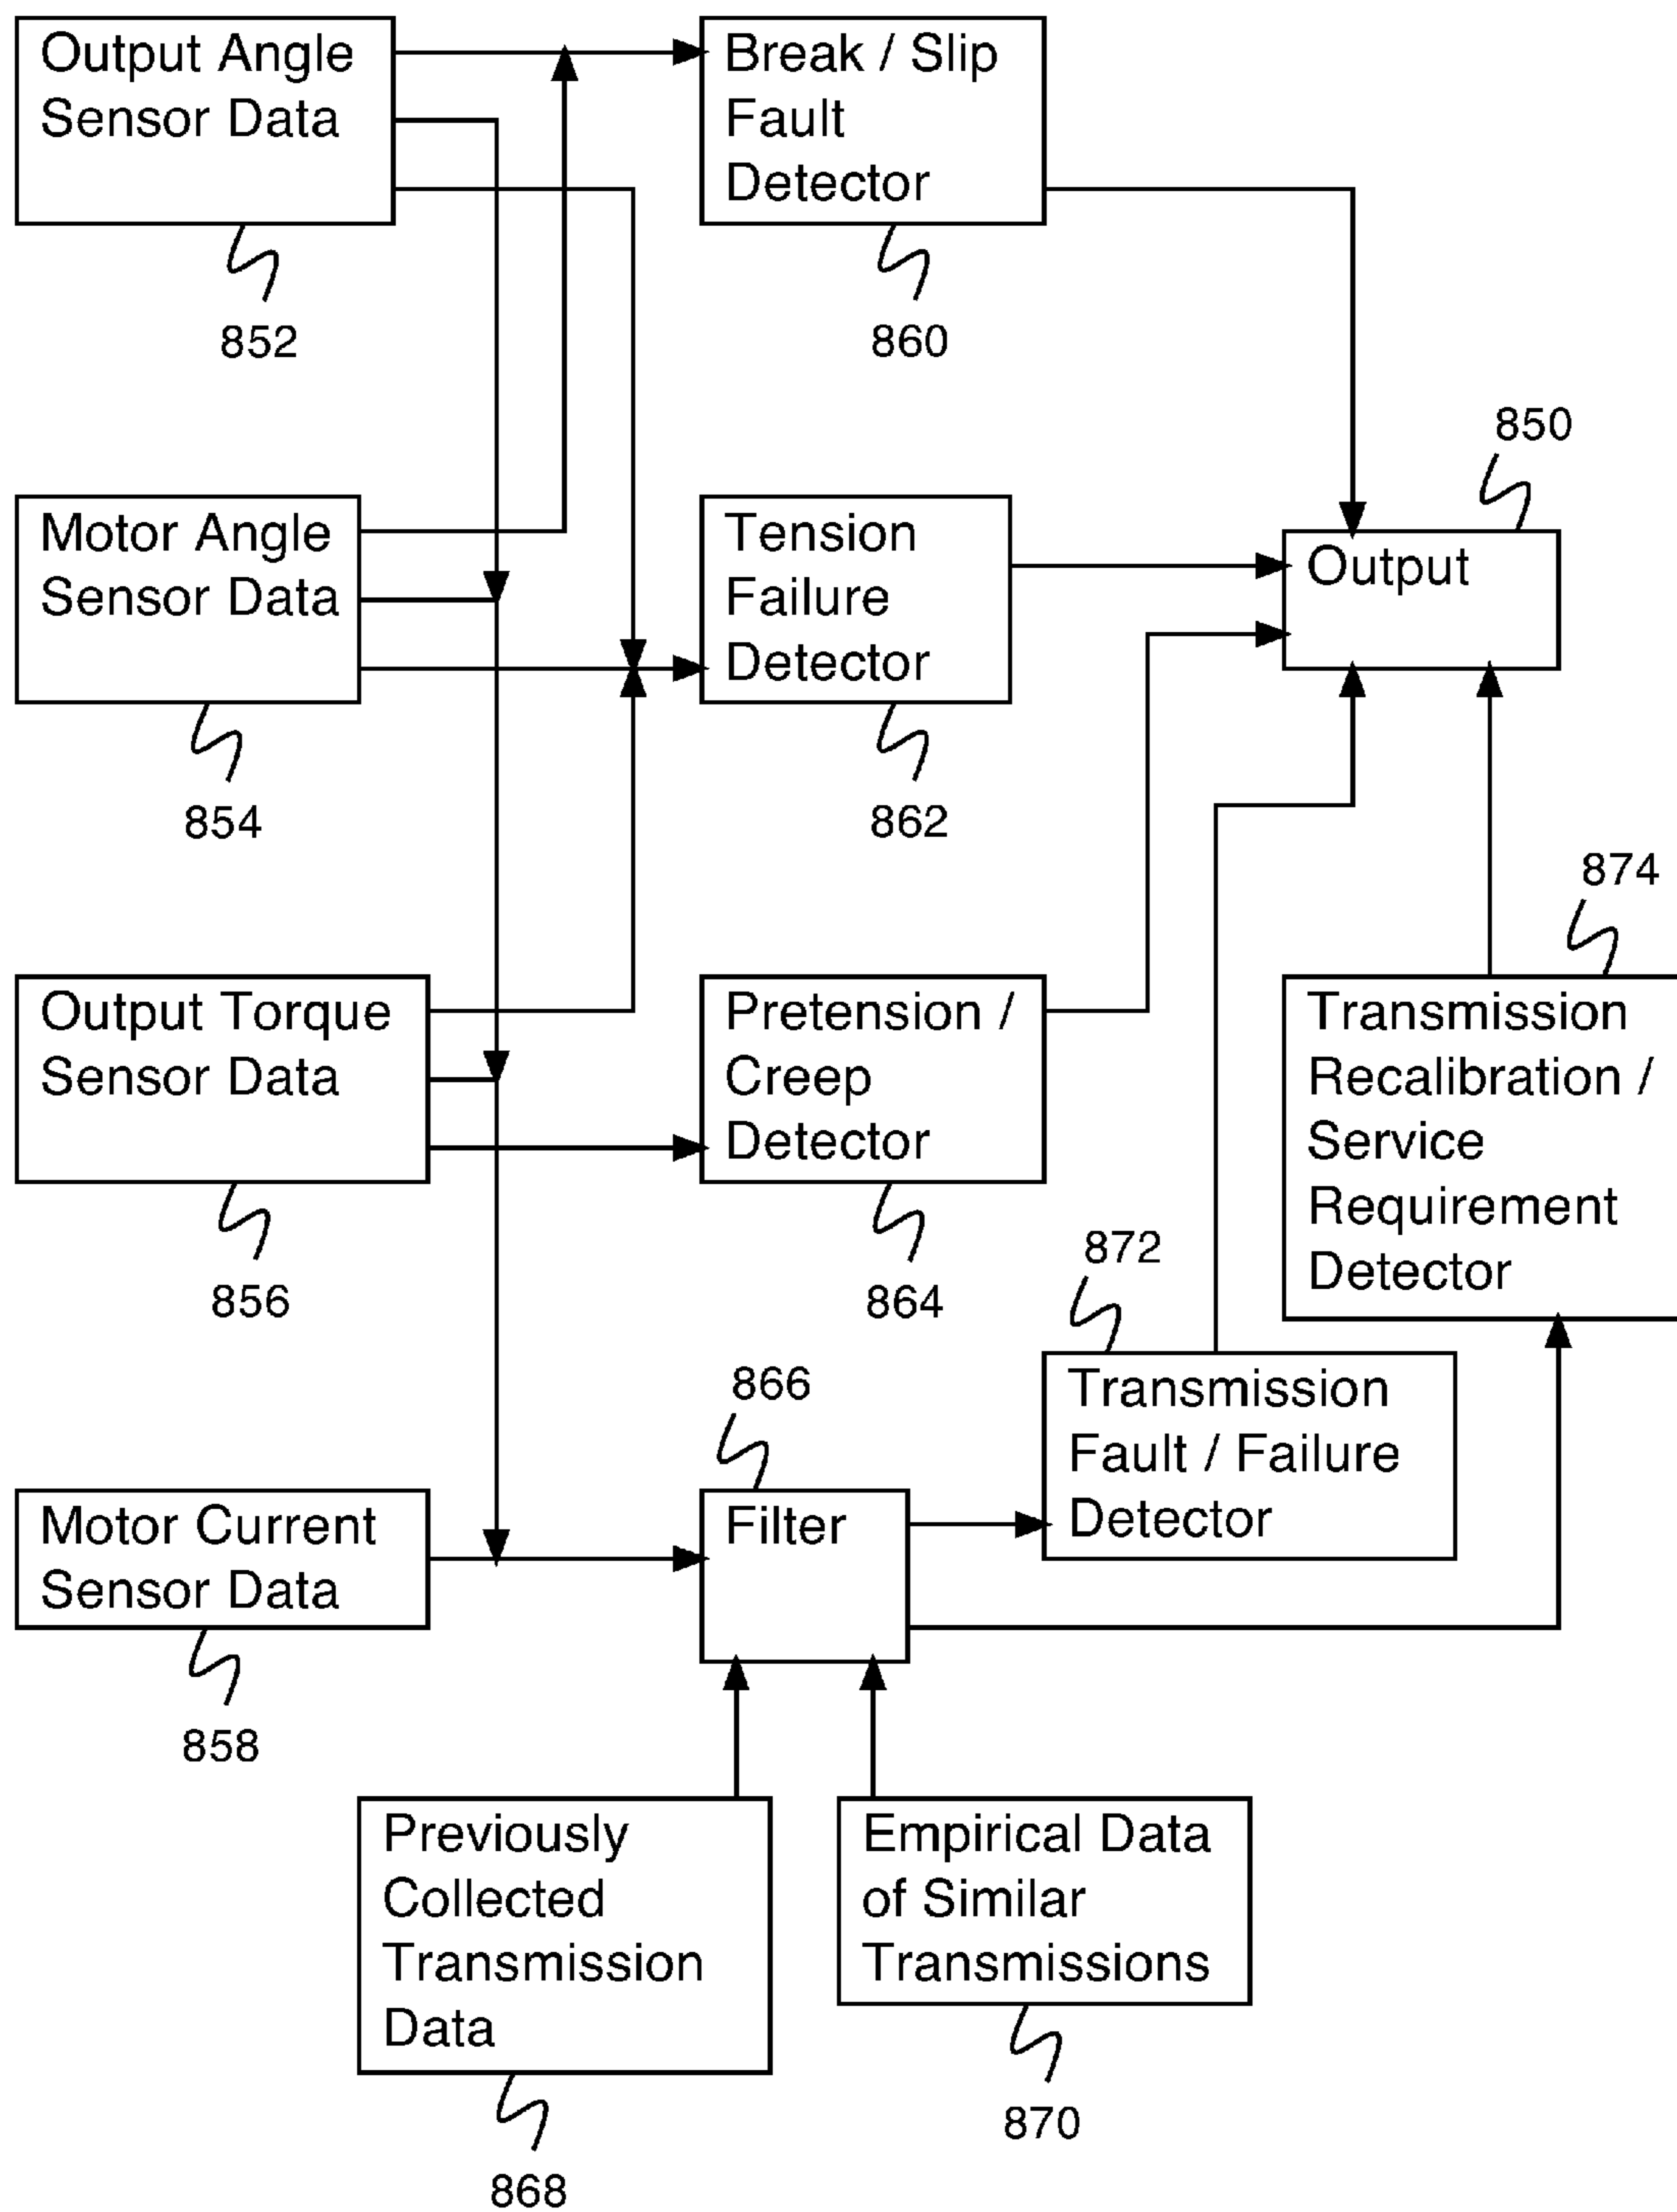 Output Angle
Sensor Data
852
Break / Slip
Fault
Detector
860
Motor Angle
Sensor Data
854
Tension
Failure
Detector
862
850
Output
Output Torque
Sensor Data
856
Pretension /
Creep
Detector
864
874
Transmission
Recalibration /
Service
Requirement
Detector
872
Transmission
Fault / Failure
Detector
Motor Current
Sensor Data
858
866
Filter
Previously
Collected
Transmission
Data
868
Empirical Data
of Similar
Transmissions
870